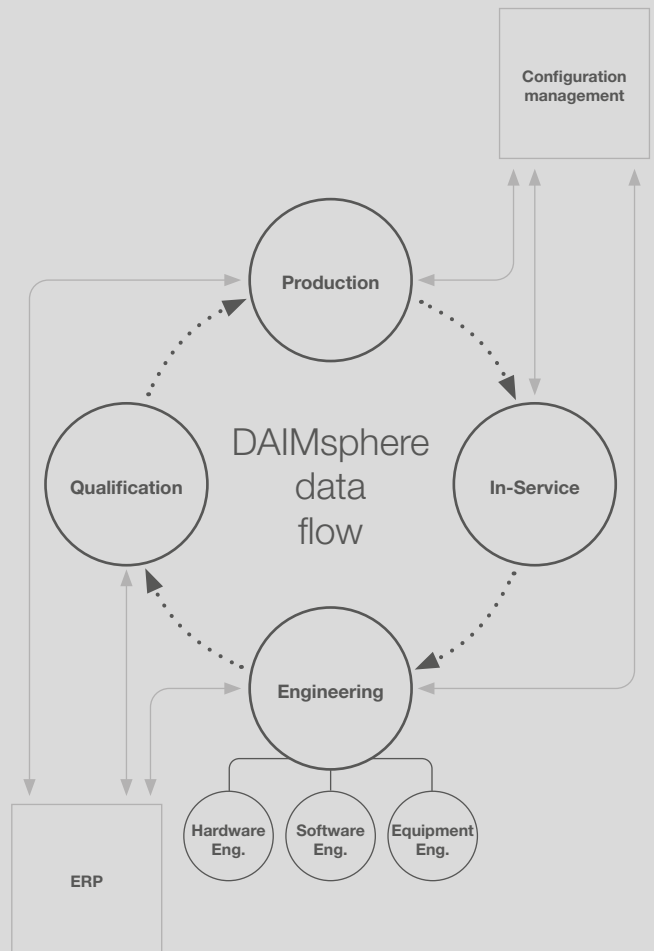 Configuration
management
Production
DAIMsphere
data
flow
Qualification
In-Service
Engineering
Hardware
Eng.
Software
Eng.
Equipment
Eng.
ERP